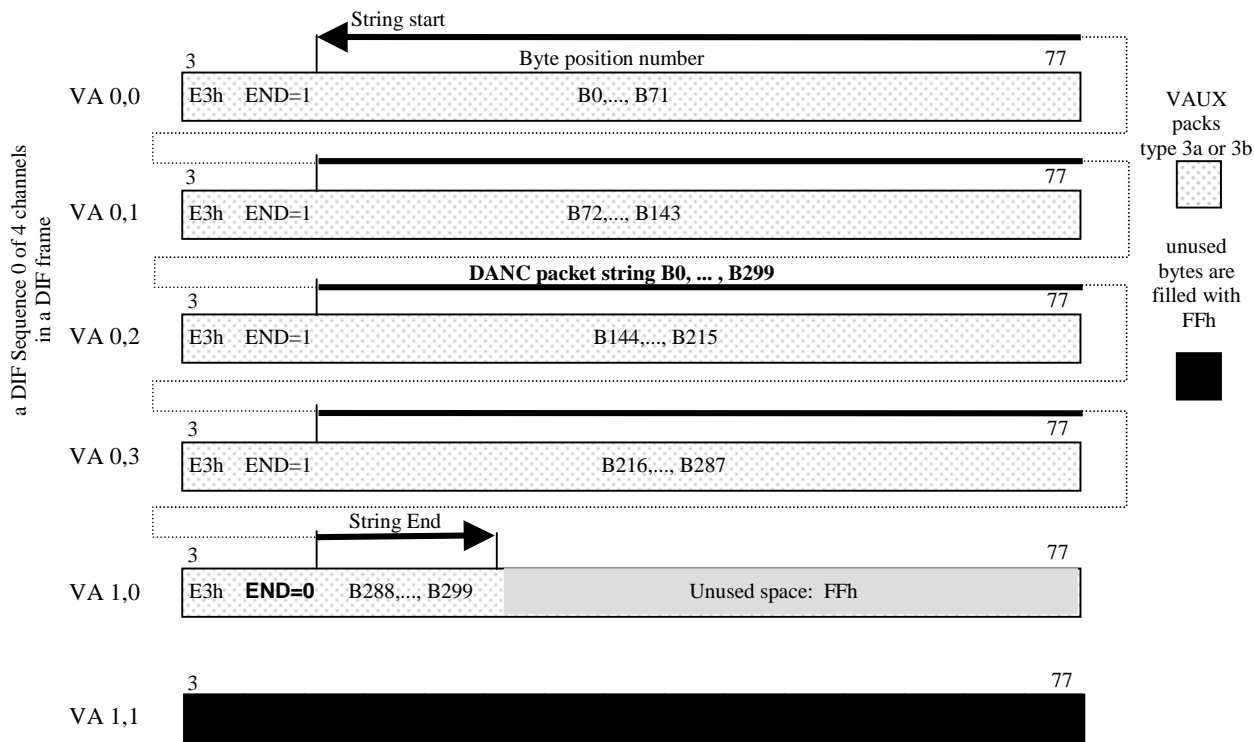 String start
3 Byte position number 77
VA 0,0 E3h END=1 B0,..., B71
3 77
VA 0,1 E3h END=1 B72,..., B143
DANC packet string B0, ... , B299
3 77
VA 0,2 E3h END=1 B144,..., B215
3 77
VA 0,3 E3h END=1 B216,..., B287
String End
3 77
VA 1,0 E3h END=0 B288,..., B299 Unused space: FFh
3 77
VA 1,1
a DIF Sequence 0 of 4 channels
in a DIF frame
VAUX
packs
type 3a or 3b
unused
bytes are
filled with
FFh